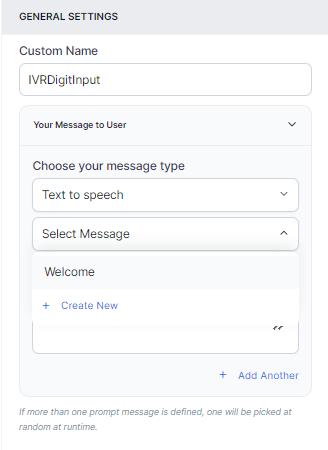 GENERAL SETTINGS
Custom Name
IVRDigitInput
Your Message to User
Choose your message type
Text to speech
Select Message
Welcome
+ Create New
+ Add Another
If more than one prompt message is defined, one will be picked at
random at runtime.